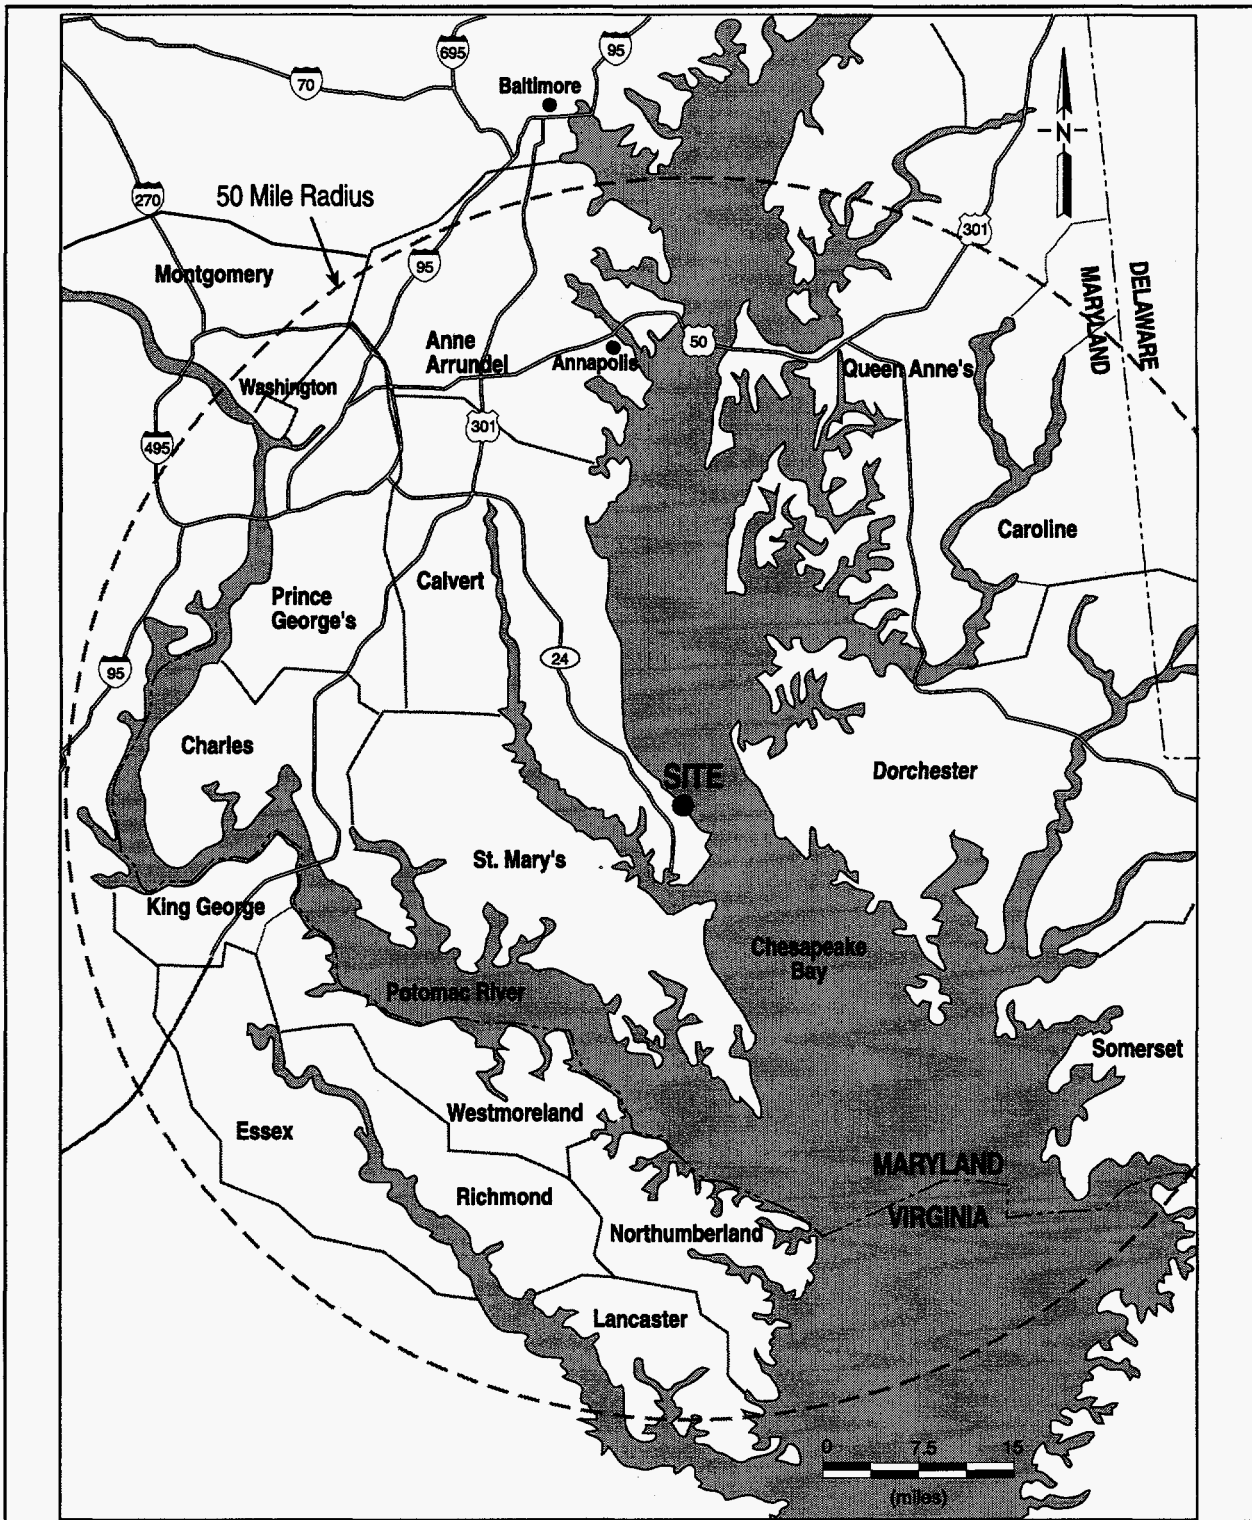 695
95
70
Baltimore
N
270
50 Mile Radius
301
95
Montgomery
MARYLAND
DELAWARE
Anne
Arrundel
50
Annapolis
Queen Anne's
Washington
301
495
Caroline
Calvert
Prince
George's
24
95
Charles
SITE
Dorchester
St. Mary's
King George
Chesapeake
Bay
Potomac River
Somerset
Westmoreland
Essex
MARYLAND
Richmond
VIRGINIA
Northumberland
Lancaster
0 7.5 15
(miles)